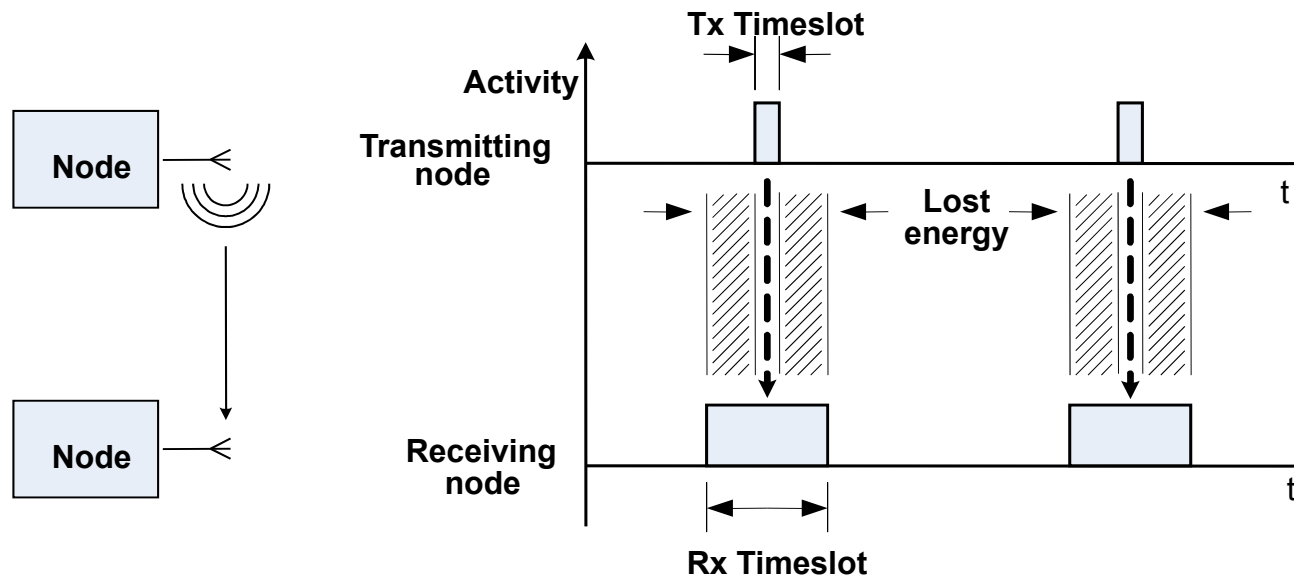 Tx Timeslot
Activity
Node
Transmitting
node
t
Lost
energy
Node
Receiving
node
t
Rx Timeslot